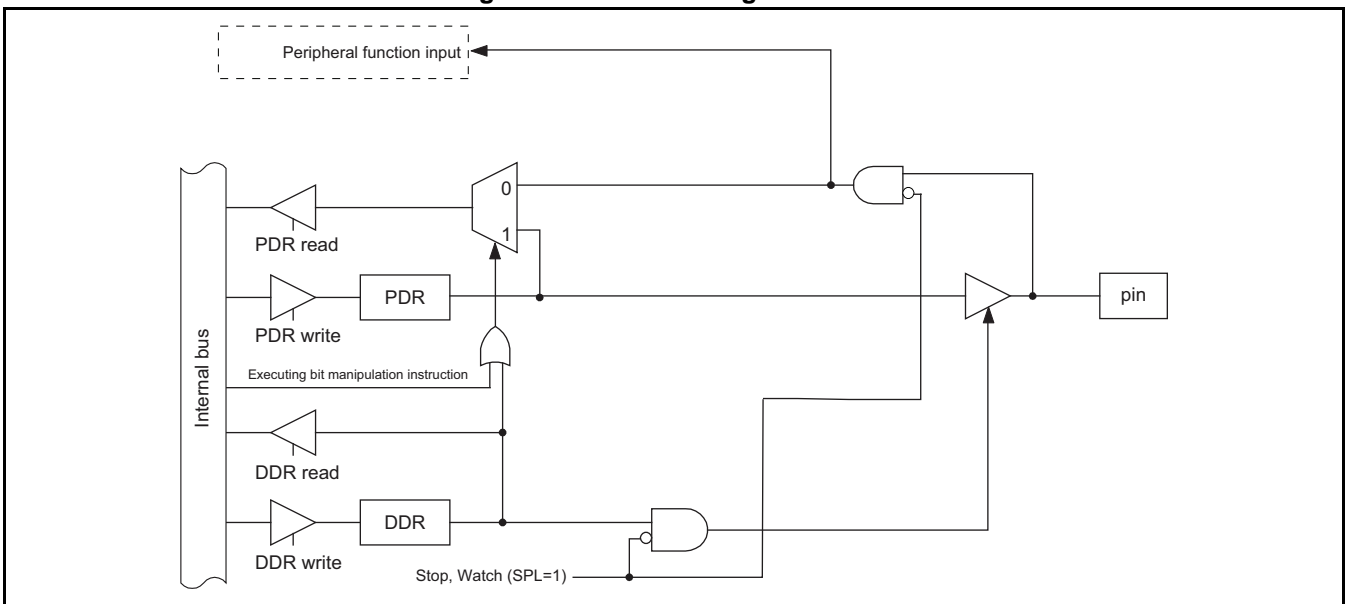 Peripheral function input
0
1
PDR read
PDR
pin
PDR write
Internal bus
Executing bit manipulation instruction
DDR read
DDR
DDR write
Stop, Watch (SPL=1)